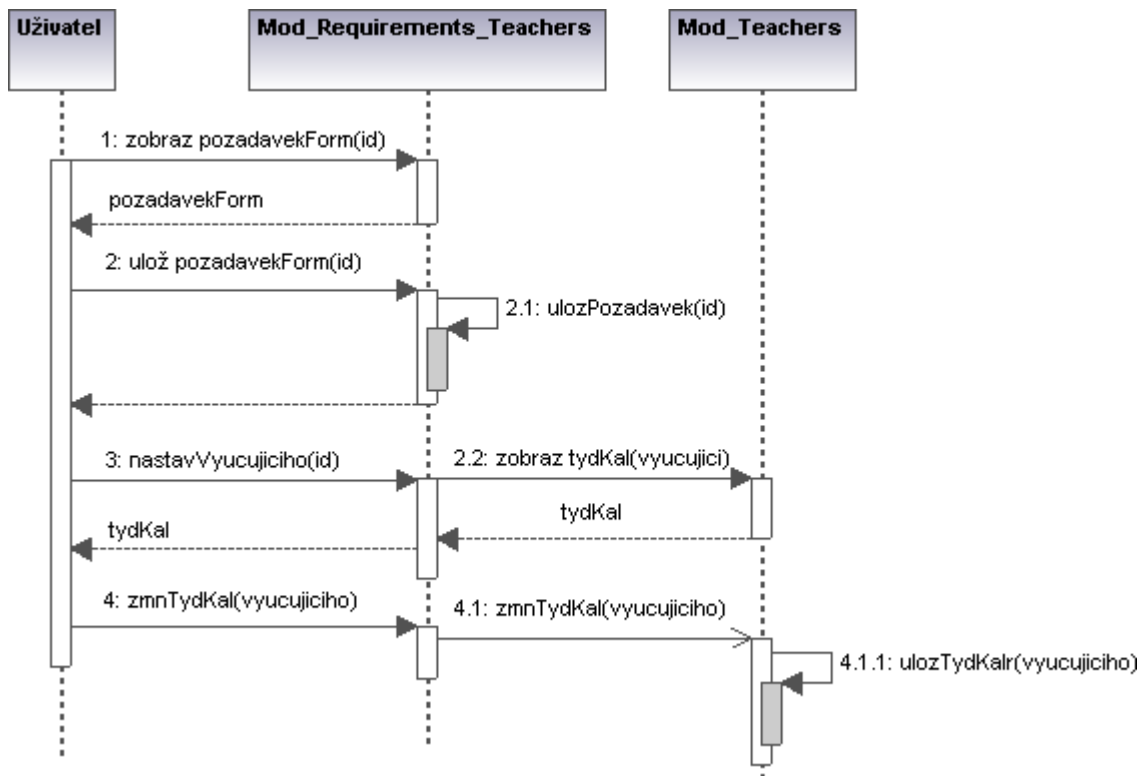 Uživatel
Mod_Requirements_Teachers
Mod_Teachers
1: zobraz pozadavekForm(id)
pozadavekForm
2: ulož pozadavekForm(id)
2.1: ulozPozadavek(id)
3: nastavVyucujiciho(id)
2.2: zobraz tydKal(vyucujici)
tydKal
tydKal
4: zmnTydKal(vyucujiciho)
4.1: zmnTydKal(vyucujiciho)
4.1.1: ulozTydKalr(vyucujiciho)